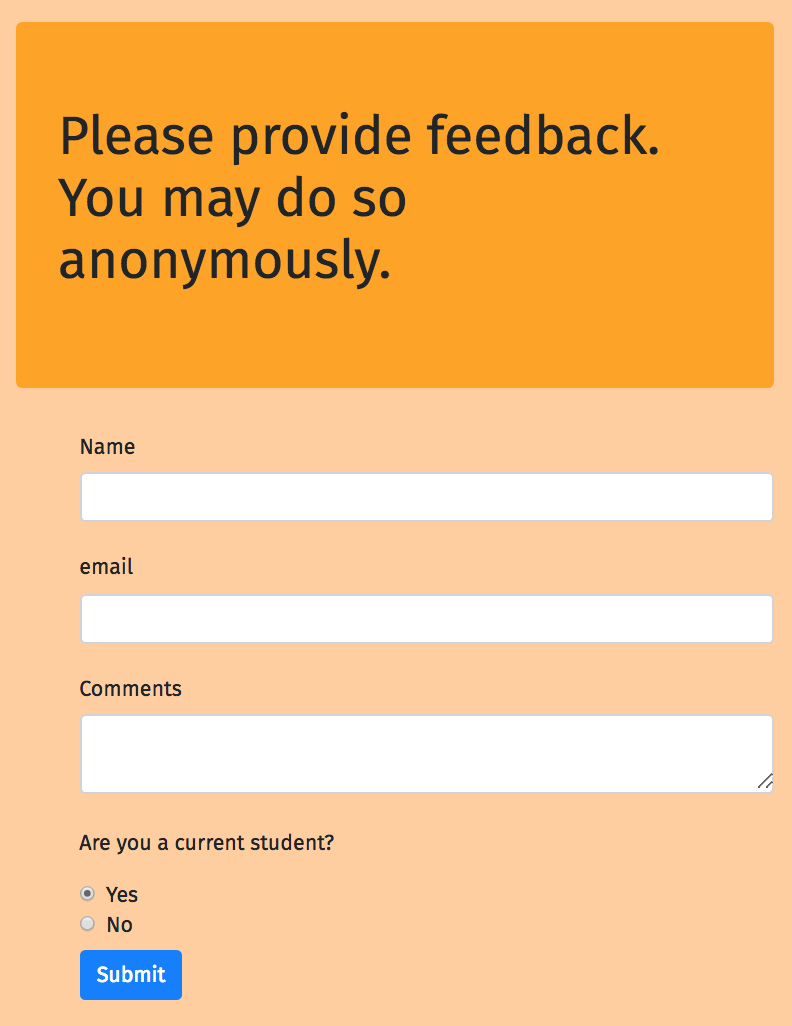 Please provide feedback.
You may do so
anonymously.
Name
email
Comments
Are you a current student?
Yes
No
Submit